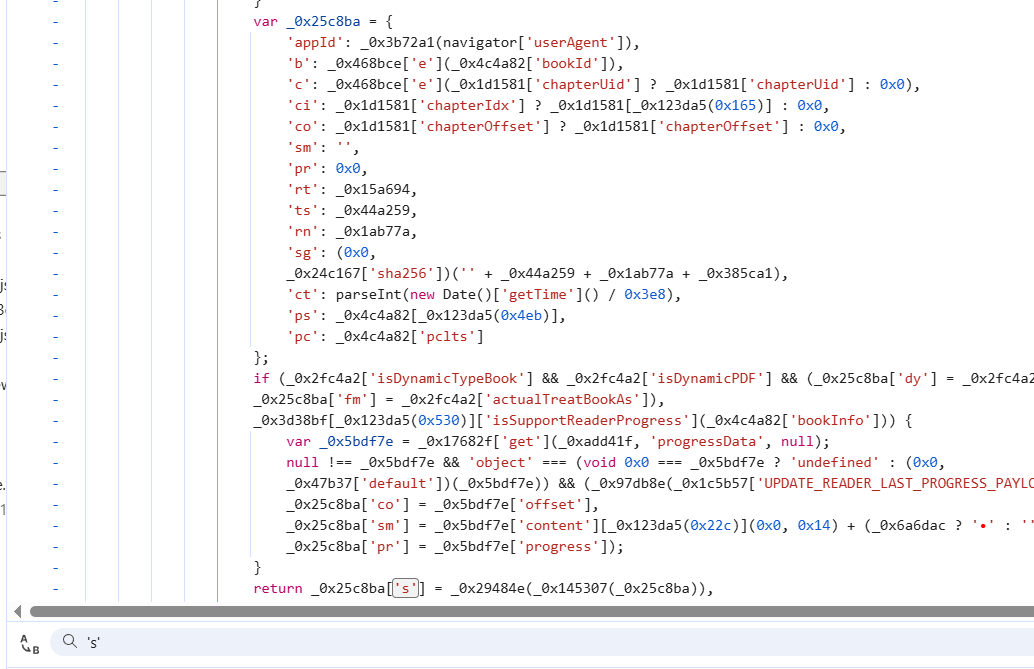 }
var _0x25c8ba = {
'appId': _0x3b72a1(navigator['userAgent']),
'b': _0x468bce['e'](_0x4c4a82['bookId']),
'c': _0x468bce['e'](_0x1d1581['chapterUid'] ? _0x1d1581['chapterUid'] : 0x0),
'ci': _0x1d1581['chapterIdx'] ? _0x1d1581[_0x123da5(0x165)] : 0x0,
'co': _0x1d1581['chapterOffset'] ? _0x1d1581['chapterOffset'] : 0x0,
'sm': '',
'pr': 0x0,
'rt': _0x15a694,
'ts': _0x44a259,
'rn': _0x1ab77a,
'sg': (0x0,
_0x24c167['sha256'])('' + _0x44a259 + _0x1ab77a + _0x385ca1),
'ct': parseInt(new Date()['getTime']() / 0x3e8),
'ps': _0x4c4a82[_0x123da5(0x4eb)],
'pc': _0x4c4a82['pclts']
};
if (_0x2fc4a2['isDynamicTypeBook'] && _0x2fc4a2['isDynamicPDF'] && (_0x25c8ba['dy'] = _0x2fc4a2
_0x25c8ba['fm'] = _0x2fc4a2['actualTreatBookAs']),
_0x3d38bf[_0x123da5(0x530)]['isSupportReaderProgress'](_0x4c4a82['bookInfo'])) {
var _0x5bdf7e = _0x17682f['get'](_0xadd41f, 'progressData', null);
null !== _0x5bdf7e && 'object' === (void 0x0 === _0x5bdf7e ? 'undefined' : (0x0,
_0x47b37['default'])(_0x5bdf7e)) && (_0x97db8e(_0x1c5b57['UPDATE_READER_LAST_PROGRESS_PAYLO
_0x25c8ba['co'] = _0x5bdf7e['offset'],
_0x25c8ba['sm'] = _0x5bdf7e['content'][_0x123da5(0x22c)](0x0, 0x14) + (_0x6a6dac ? '•' : ''
_0x25c8ba['pr'] = _0x5bdf7e['progress']);
}
return _0x25c8ba['s'] = _0x29484e(_0x145307(_0x25c8ba)),
's'